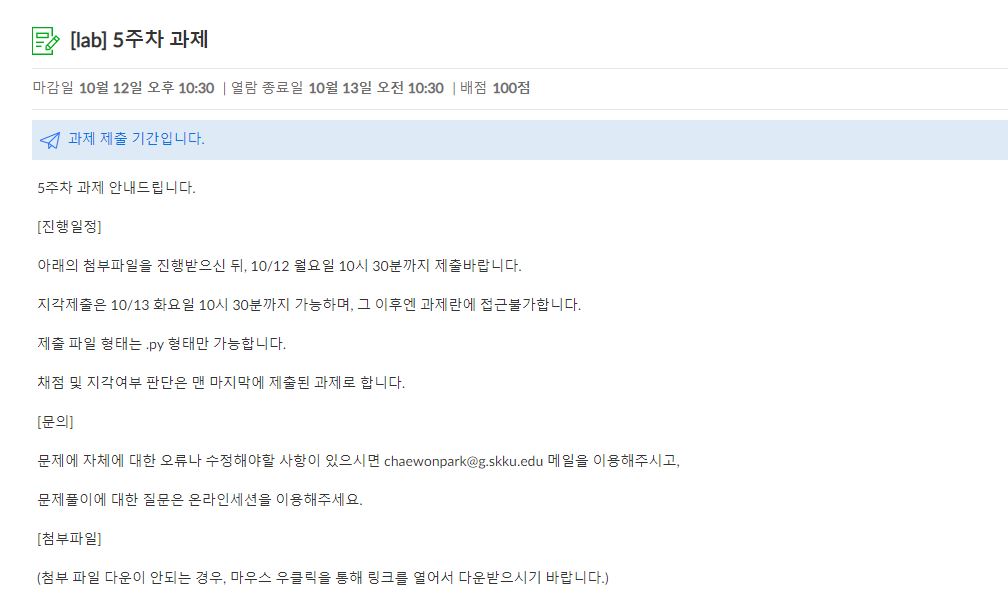 [lab] 5주차 과제
마감일 10월 12일 오후 10:30 | 열람 종료일 10월 13일 오전 10:30 | 배점 100점
과제 제출 기간입니다.
5주차 과제 안내드립니다.
[진행일정]
아래의 첨부파일을 진행받으신 뒤, 10/12 월요일 10시 30분까지 제출바랍니다.
지각제출은 10/13 화요일 10시 30분까지 가능하며, 그 이후엔 과제란에 접근불가합니다.
제출 파일 형태는 .py 형태만 가능합니다.
채점 및 지각여부 판단은 맨 마지막에 제출된 과제로 합니다.
[문의]
문제에 자체에 대한 오류나 수정해야할 사항이 있으시면 chaewonpark@g.skku.edu 메일을 이용해주시고,
문제풀이에 대한 질문은 온라인세션을 이용해주세요.
[첨부파일]
(첨부 파일 다운이 안되는 경우, 마우스 우클릭을 통해 링크를 열어서 다운받으시기 바랍니다.)